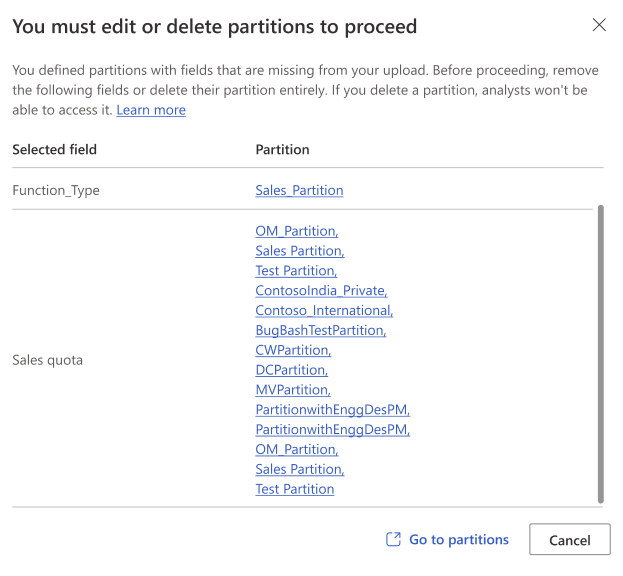 You must edit or delete partitions to proceed
You defined partitions with fields that are missing from your upload. Before proceeding, remove
the following fields or delete their partition entirely. If you delete a partition, analysts won't be
able to access it. Learn more
Selected field Partition
Function_Type Sales_Partition
OM_Partition,
Sales Partition,
Test Partition,
ContosoIndia_Private,
Contoso_International,
BugBashTestPartition,
CWPartition,
Sales quota
DCPartition,
MVPartition,
PartitionwithEnggDesPM,
PartitionwithEnggDesPM,
OM_Partition,
Sales Partition,
Test Partition
Go to partitions Cancel